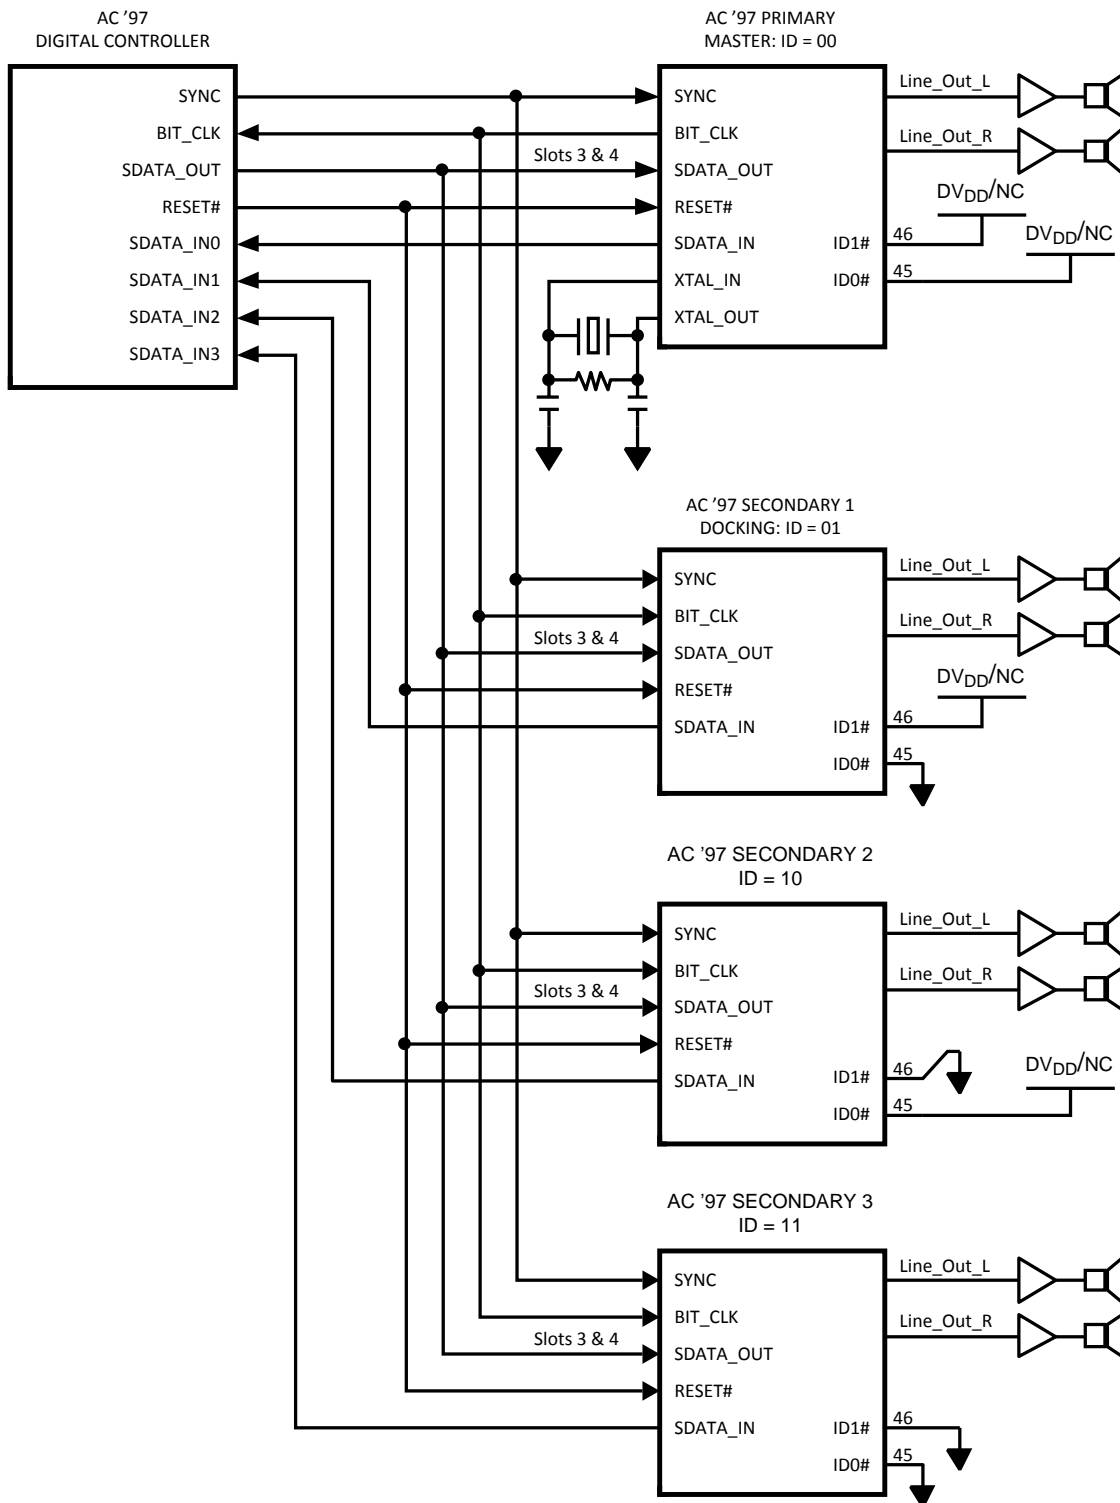 AC ’97
DIGITAL CONTROLLER
SYNC
BIT_CLK
SDATA_OUT
RESET#
SDATA_IN0
SDATA_IN1
SDATA_IN2
SDATA_IN3
AC ’97 PRIMARY
MASTER: ID = 00
Slots 3 & 4
SYNC
BIT_CLK
SDATA_OUT
RESET#
SDATA_IN
XTAL_IN
XTAL_OUT
ID1#
ID0#
46
45
Line_Out_L
Line_Out_R
DVDD/NC
DVDD/NC
AC ’97 SECONDARY 1
DOCKING: ID = 01
Slots 3 & 4
SYNC
BIT_CLK
SDATA_OUT
RESET#
SDATA_IN
ID1#
ID0#
46
45
Line_Out_L
Line_Out_R
DVDD/NC
AC ’97 SECONDARY 2
ID = 10
Slots 3 & 4
SYNC
BIT_CLK
SDATA_OUT
RESET#
SDATA_IN
ID1#
ID0#
46
45
Line_Out_L
Line_Out_R
DVDD/NC
AC ’97 SECONDARY 3
ID = 11
Slots 3 & 4
SYNC
BIT_CLK
SDATA_OUT
RESET#
SDATA_IN
ID1#
ID0#
46
45
Line_Out_L
Line_Out_R